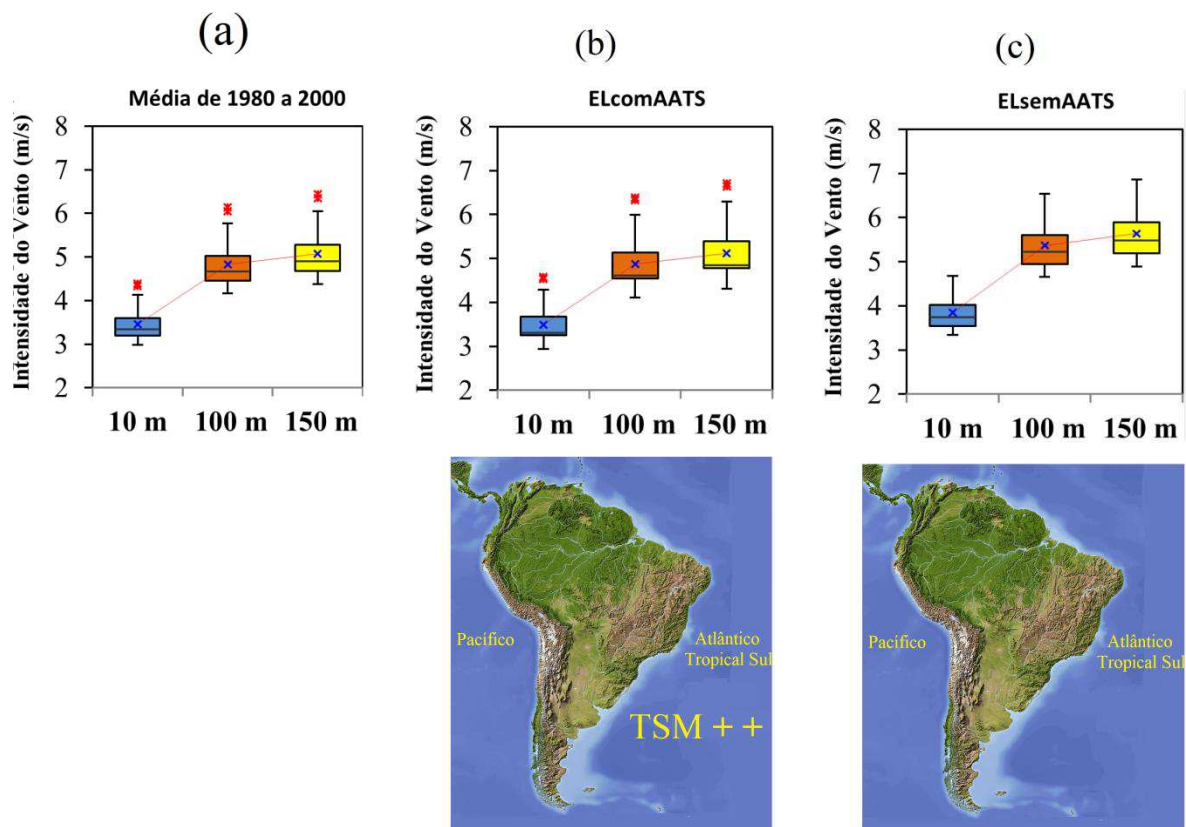 (a)
Média de 1980 a 2000
Intensidade do Vento (m/s)
8
7
6
5
4
3
2
10 m 100 m 150 m
(b)
ELcomAATS
Intensidade do Vento (m/s)
8
7
6
5
4
3
2
10 m 100 m 150 m
(c)
ELsemAATS
Intensidade do Vento (m/s)
8
7
6
5
4
3
2
10 m 100 m 150 m
Pacífico
Atlântico
Tropical Sul
TSM + +
Pacífico
Atlântico
Tropical Sul